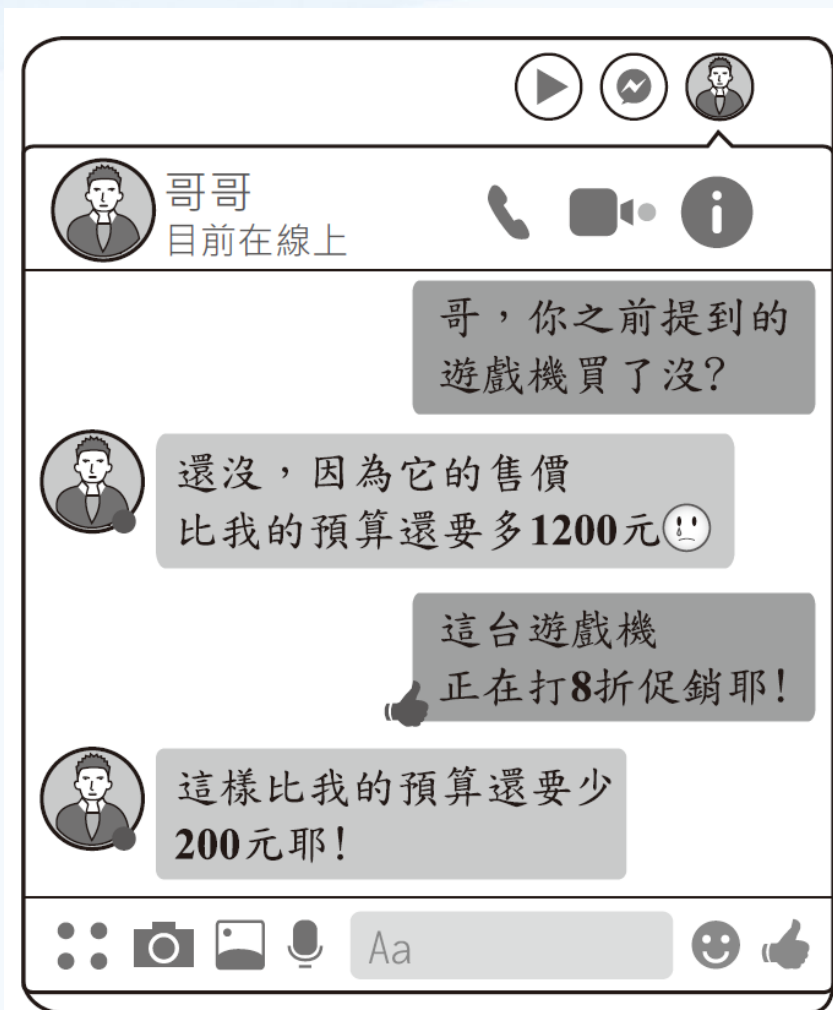 哥哥
目前在線上
哥，你之前提到的
遊戲機買了沒？
還沒，因為它的售價
比我的預算還要多1200元
這台遊戲機
正在打8折促銷耶！
這樣比我的預算還要少
200元耶！
Aa